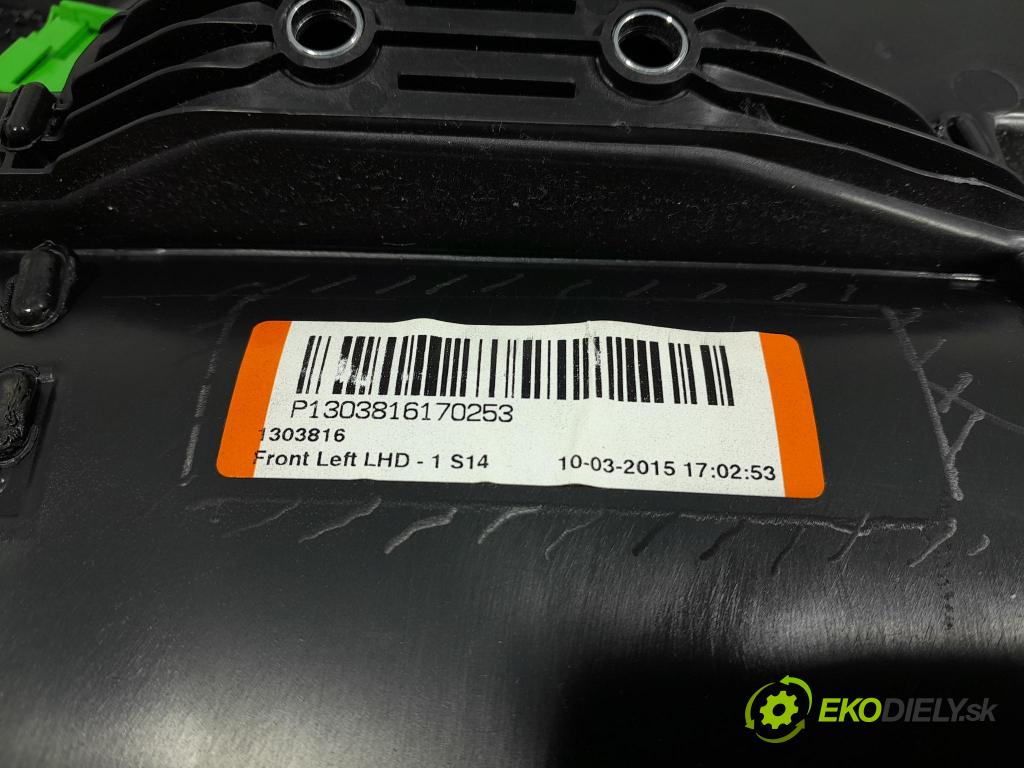 P1303816170253
1303816
Front Left LHD - 1 S14 10-03-2015 17:02:53
EKODIELY.sk